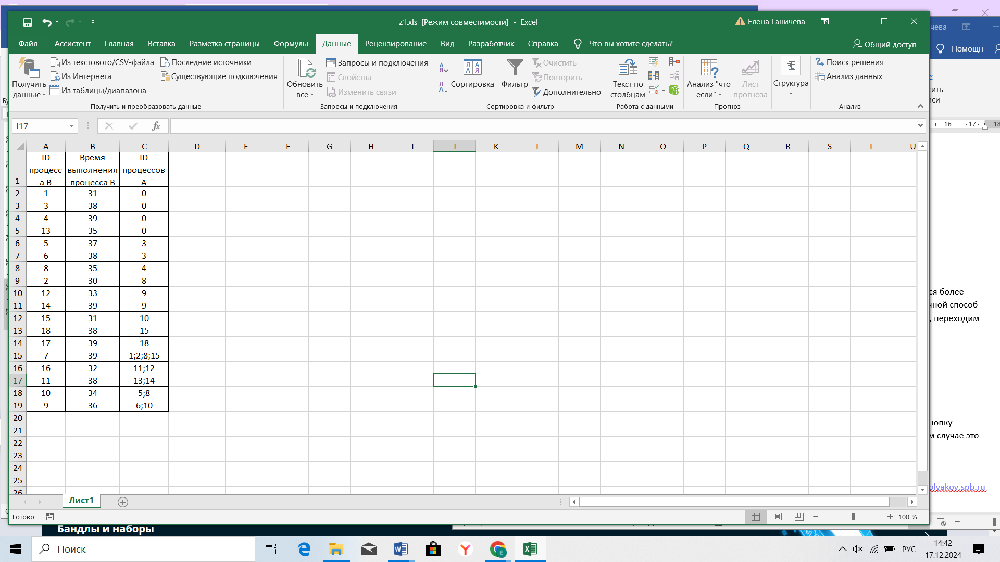 z1.xls [Режим совместимости] - Excel
Елена Ганичева
Файл Ассистент Главная Вставка Разметка страницы Формулы Данные Рецензирование Вид Разработчик Справка Что вы хотите сделать? Общий доступ
Помощн
Получить данные
Из текстового/CSV-файла
Из Интернета
Из таблицы/диапазона
Последние источники
Существующие подключения
Получить и преобразовать данные
Обновить все
Запросы и подключения
Свойства
Изменить связи
Запросы и подключения
Сортировка
Фильтр
Очистить
Повторить
Дополнительно
Сортировка и фильтр
Текст по столбцам
Работа с данными
Анализ "что если"
Лист прогноза
Прогноз
Структура
Поиск решения
Анализ данных
Анализ
J17
fx
A B C D E F G H I J K L M N O P Q R S T U
1 ID процесс а B Время выполнения процесса B ID процессов A
2 1 31 0
3 3 38 0
4 4 39 0
5 13 35 0
6 5 37 3
7 6 38 3
8 8 35 4
9 2 30 8
10 12 33 9
11 14 39 9
12 15 31 10
13 18 38 15
14 17 39 18
15 7 39 1;2;8;15
16 16 32 11;12
17 11 38 13;14
18 10 34 5;8
19 9 36 6;10
20
21
22
23
24
25
26
Лист1
Готово
100 %
16 17 18
ся более
чной способ
, переходим
нопку
м случае это
olyakov.spb.ru
Бандлы и наборы
Поиск
РУС
14:42
17.12.2024